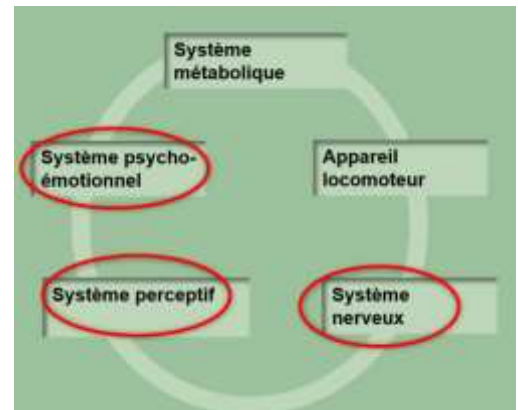 Système
métabolique
Système psycho-
émotionnel
Appareil
locomoteur
Système perceptif
Système
nerveux